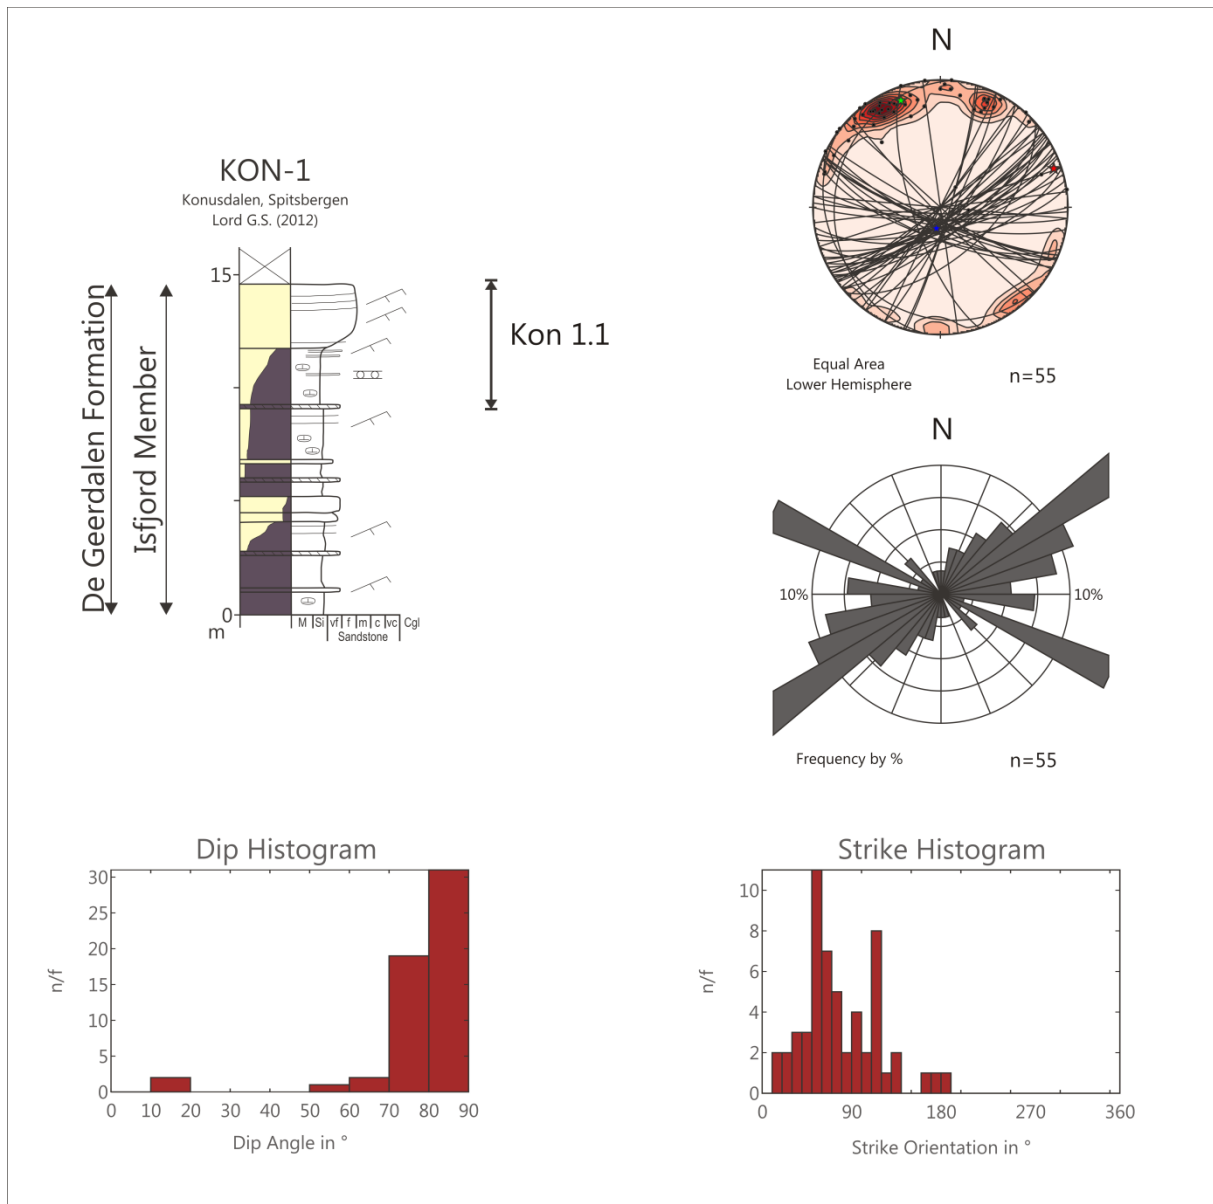 KON-1
Konusdalen, Spitsbergen
Lord G.S. (2012)
De Geerdalen Formation
Isfjord Member
15
0
m
M Si vf f m c vc Cgl
Sandstone
Kon 1.1
N
Equal Area
Lower Hemisphere
n=55
N
10%
10%
Frequency by %
n=55
Dip Histogram
30
25
20
15
10
5
0
n/f
0 10 20 30 40 50 60 70 80 90
Dip Angle in °
Strike Histogram
10
8
6
4
2
0
n/f
0 90 180 270 360
Strike Orientation in °